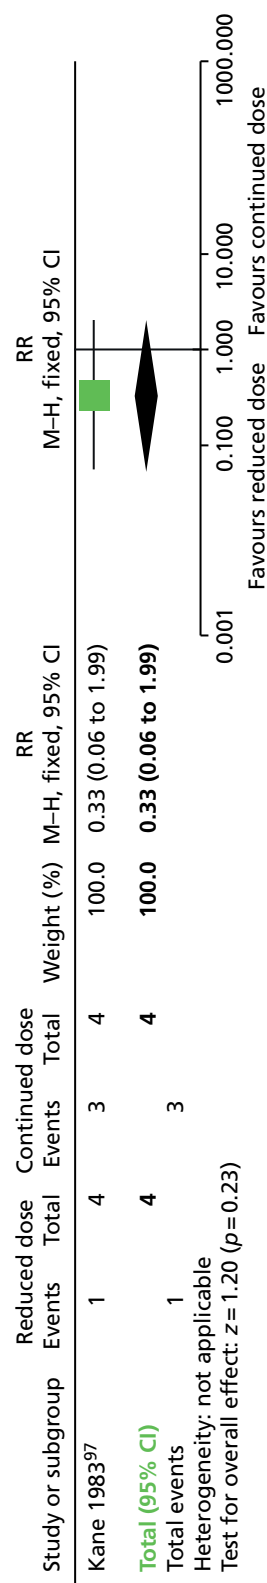 Reduced dose Continued dose RR RR
Study or subgroup Events Total Events Total Weight (%) M–H, fixed, 95% CI M–H, fixed, 95% CI
Kane 1983⁹⁷ 1 4 3 4 100.0 0.33 (0.06 to 1.99)
Total (95% CI) 4 4 100.0 0.33 (0.06 to 1.99)
Total events 1 3
Heterogeneity: not applicable
Test for overall effect: z = 1.20 (p = 0.23)
0.001 0.100 1.000 10.000 1000.000
Favours reduced dose Favours continued dose